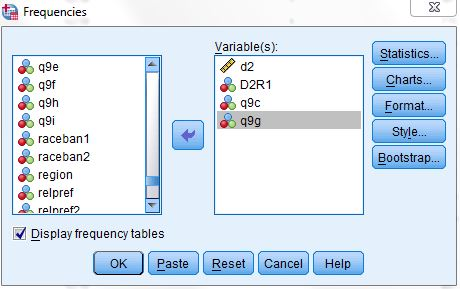 Frequencies
Variable(s):
q9e
q9f
q9h
q9i
raceban1
raceban2
region
relpref
relpref2
d2
D2R1
q9c
q9g
Statistics...
Charts...
Format...
Style...
Bootstrap...
Display frequency tables
OK
Paste
Reset
Cancel
Help